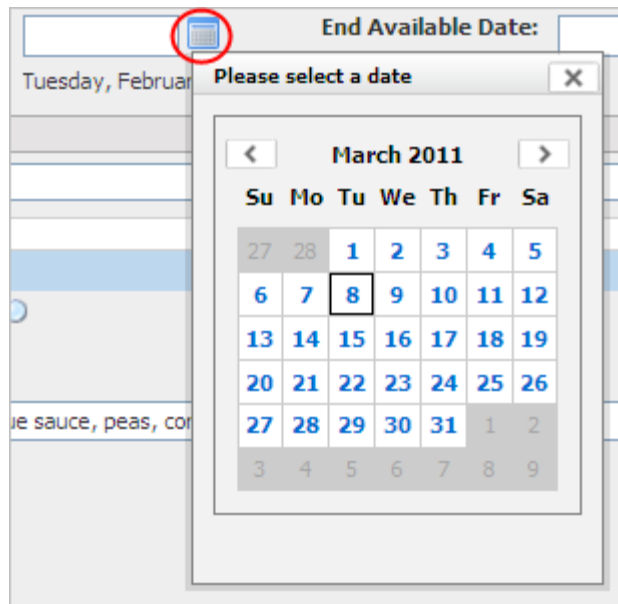 End Available Date:
Tuesday, Februar
Please select a date
March 2011
Su Mo Tu We Th Fr Sa
27 28 1 2 3 4 5
6 7 8 9 10 11 12
13 14 15 16 17 18 19
20 21 22 23 24 25 26
27 28 29 30 31 1 2
3 4 5 6 7 8 9
ue sauce, peas, cor